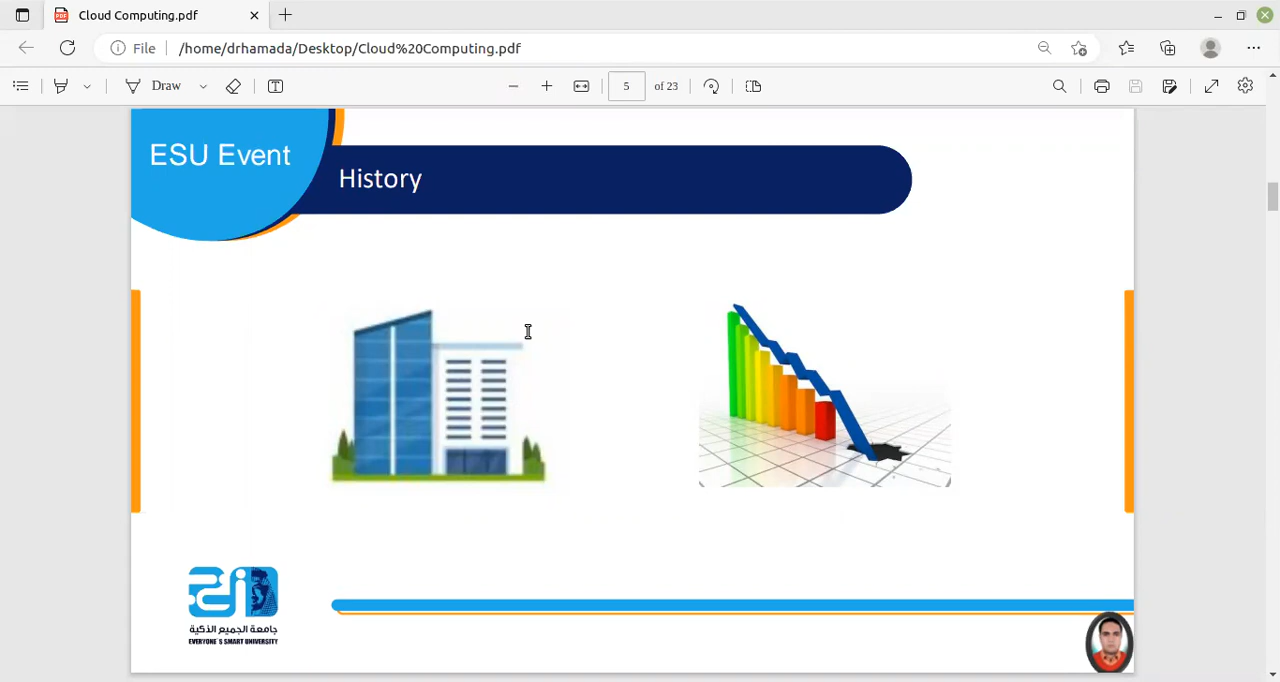 Cloud Computing.pdf
File
/home/drhamada/Desktop/Cloud%20Computing.pdf
Draw
5
of 23
ESU Event
History
جامعة الجميع الذكية
EVERYONE`S SMART UNIVERSITY